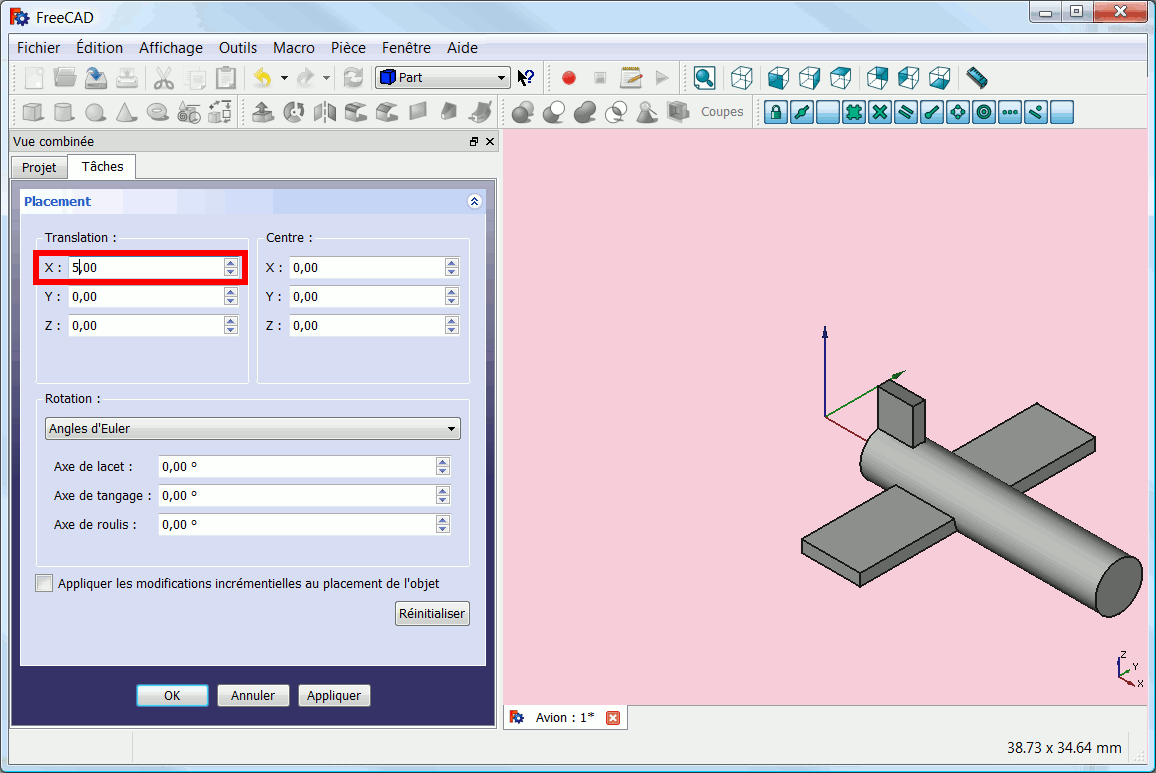 FreeCAD
Fichier Édition Affichage Outils Macro Pièce Fenêtre Aide
Part
Coupes
Vue combinée
Projet Tâches
Placement
Translation : Centre :
X : 5,00 X : 0,00
Y : 0,00 Y : 0,00
Z : 0,00 Z : 0,00
Rotation :
Angles d'Euler
Axe de lacet : 0,00 °
Axe de tangage : 0,00 °
Axe de roulis : 0,00 °
Appliquer les modifications incrémentielles au placement de l'objet
Réinitialiser
Z
Y
X
OK Annuler Appliquer
Avion : 1*
38.73 x 34.64 mm